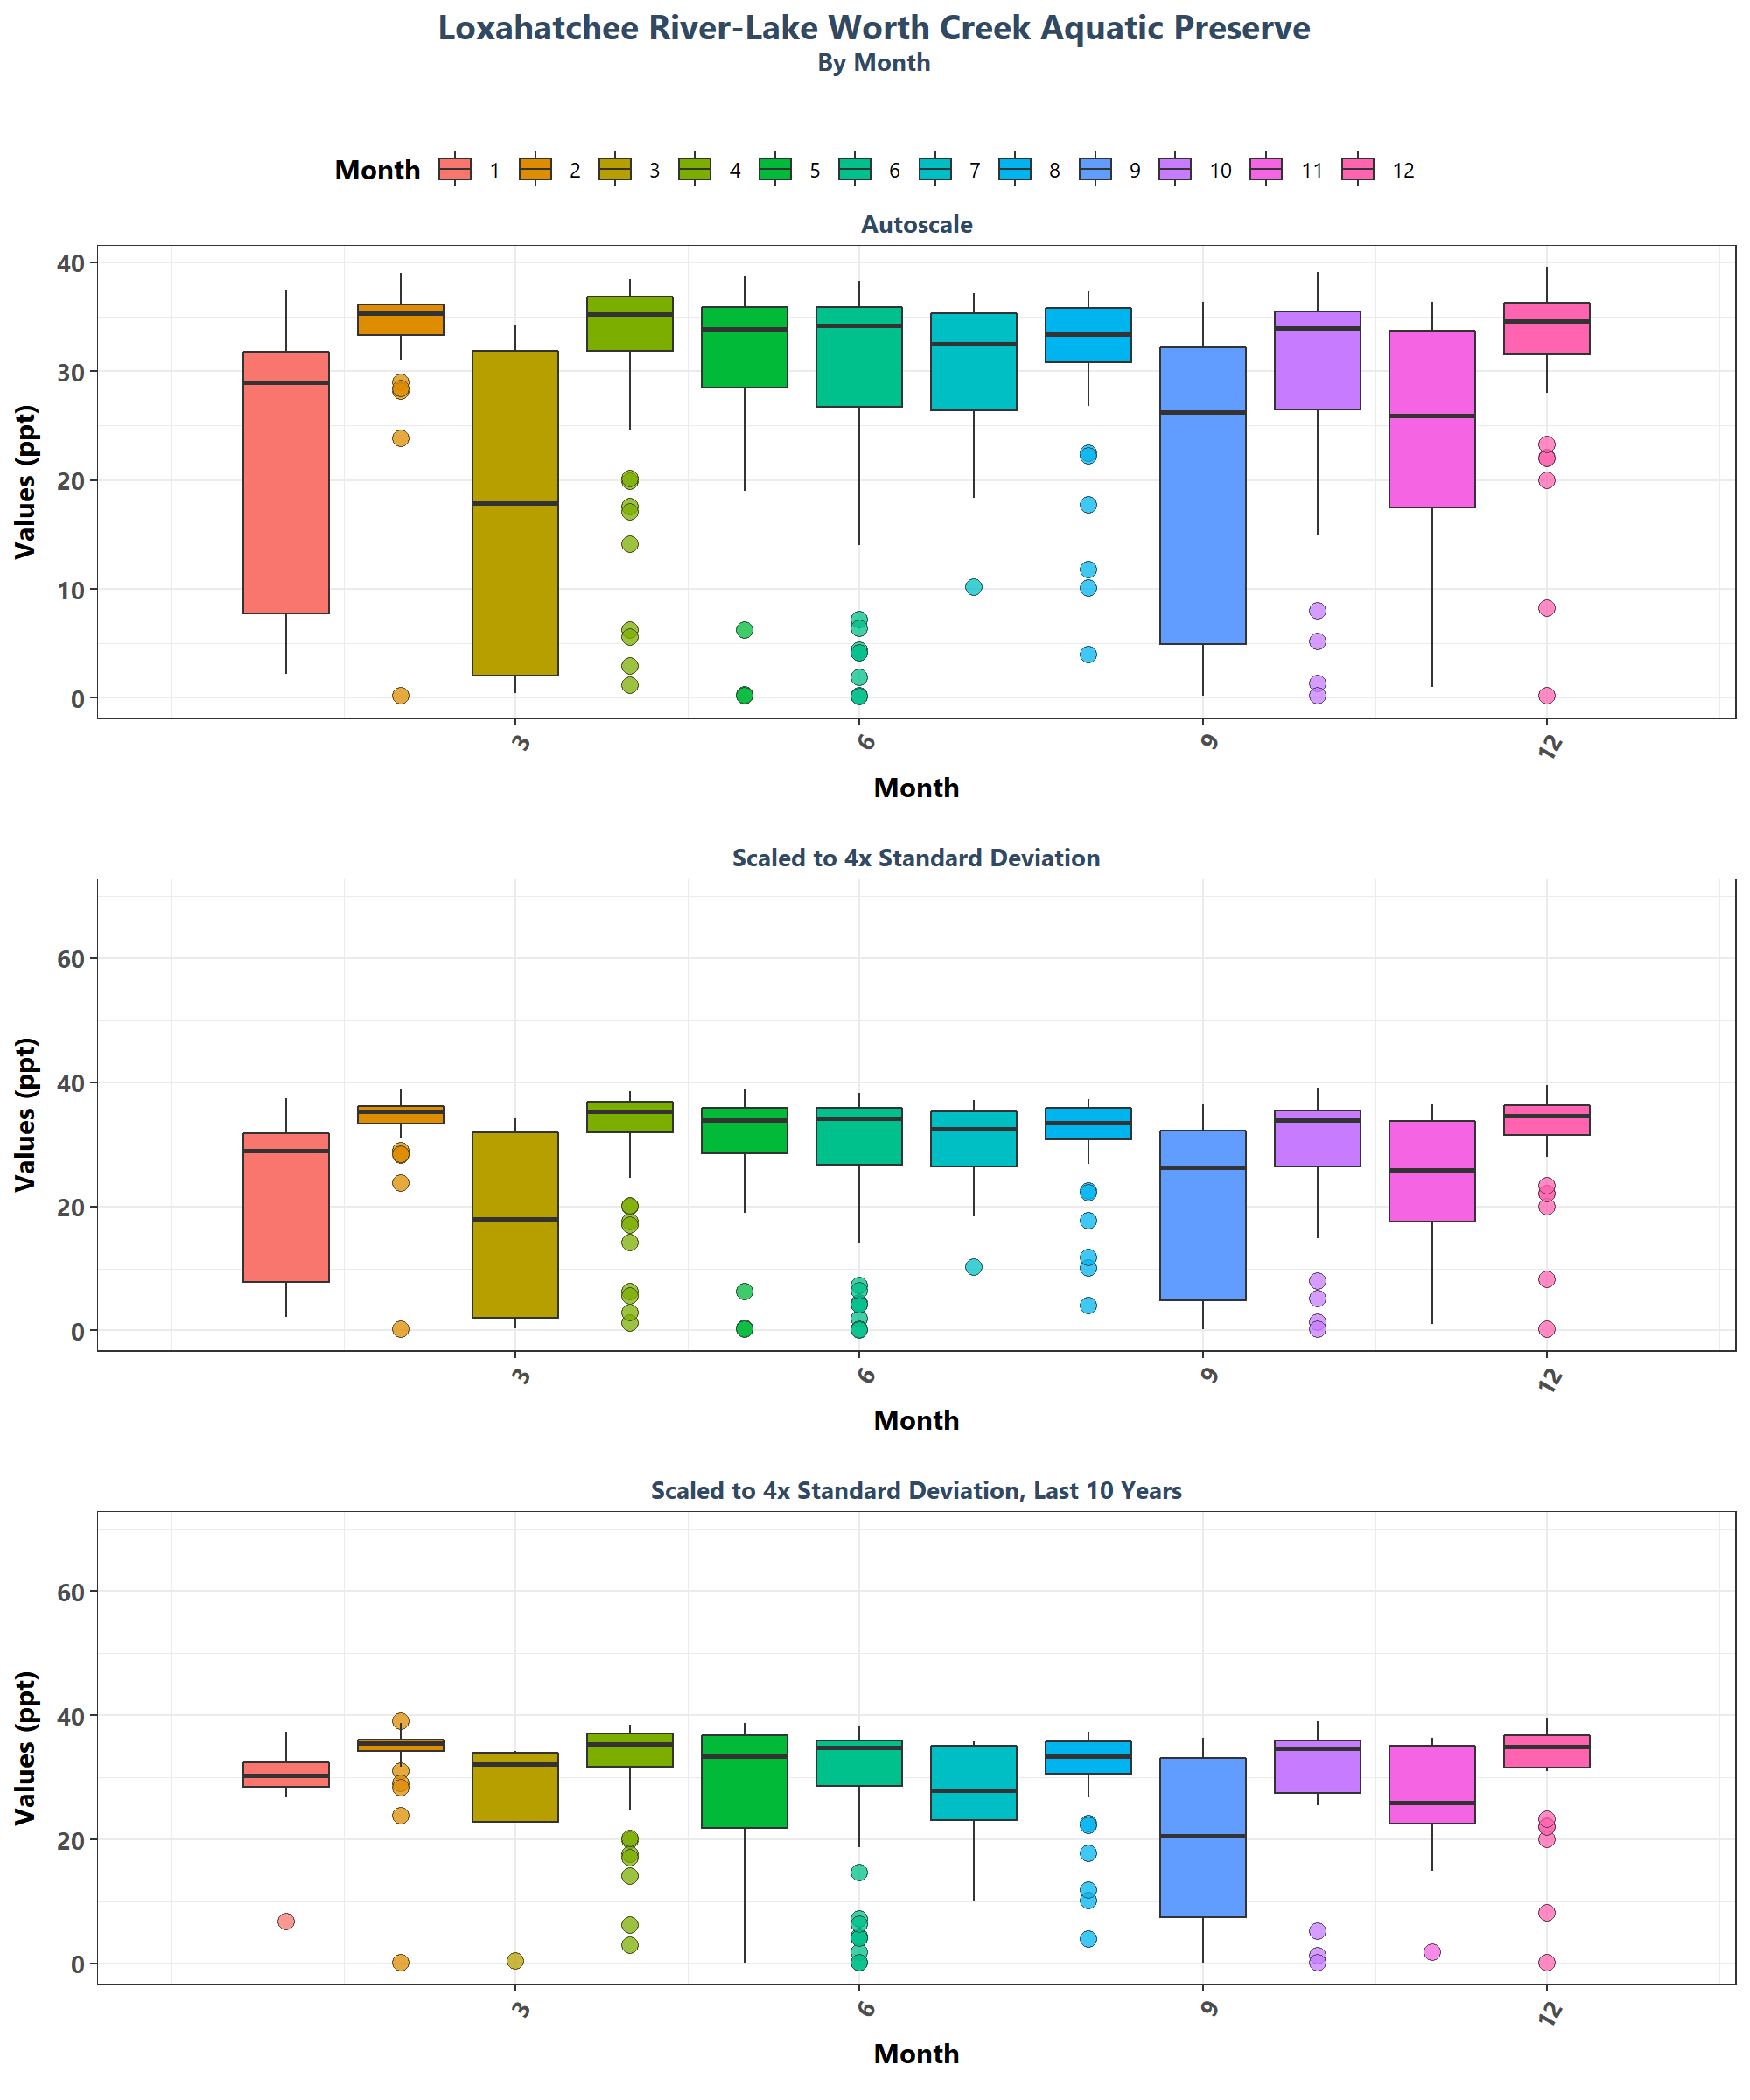 Loxahatchee River-Lake Worth Creek Aquatic Preserve
By Month
Month 1 2 3 4 5 6 7 8 9 10 11 12
Autoscale
Values (ppt)
40
30
20
10
0
3 6 9 12
Month
Scaled to 4x Standard Deviation
Values (ppt)
60
40
20
0
3 6 9 12
Month
Scaled to 4x Standard Deviation, Last 10 Years
Values (ppt)
60
40
20
0
3 6 9 12
Month